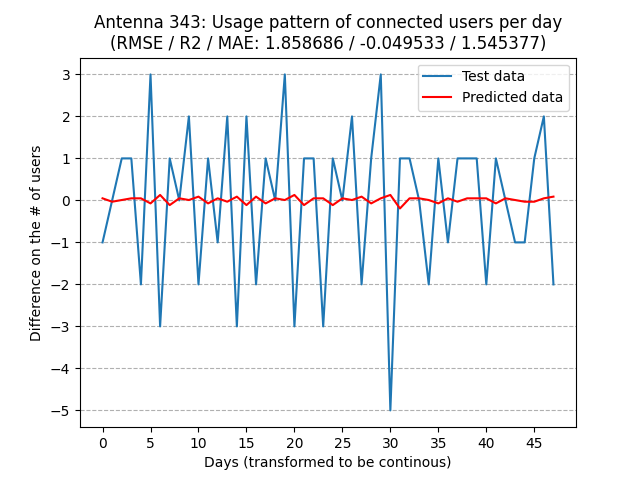 Antenna 343: Usage pattern of connected users per day
(RMSE / R2 / MAE: 1.858686 / -0.049533 / 1.545377)
Test data
Predicted data
3
2
1
0
−1
−2
−3
−4
−5
Difference on the # of users
0 5 10 15 20 25 30 35 40 45
Days (transformed to be continous)